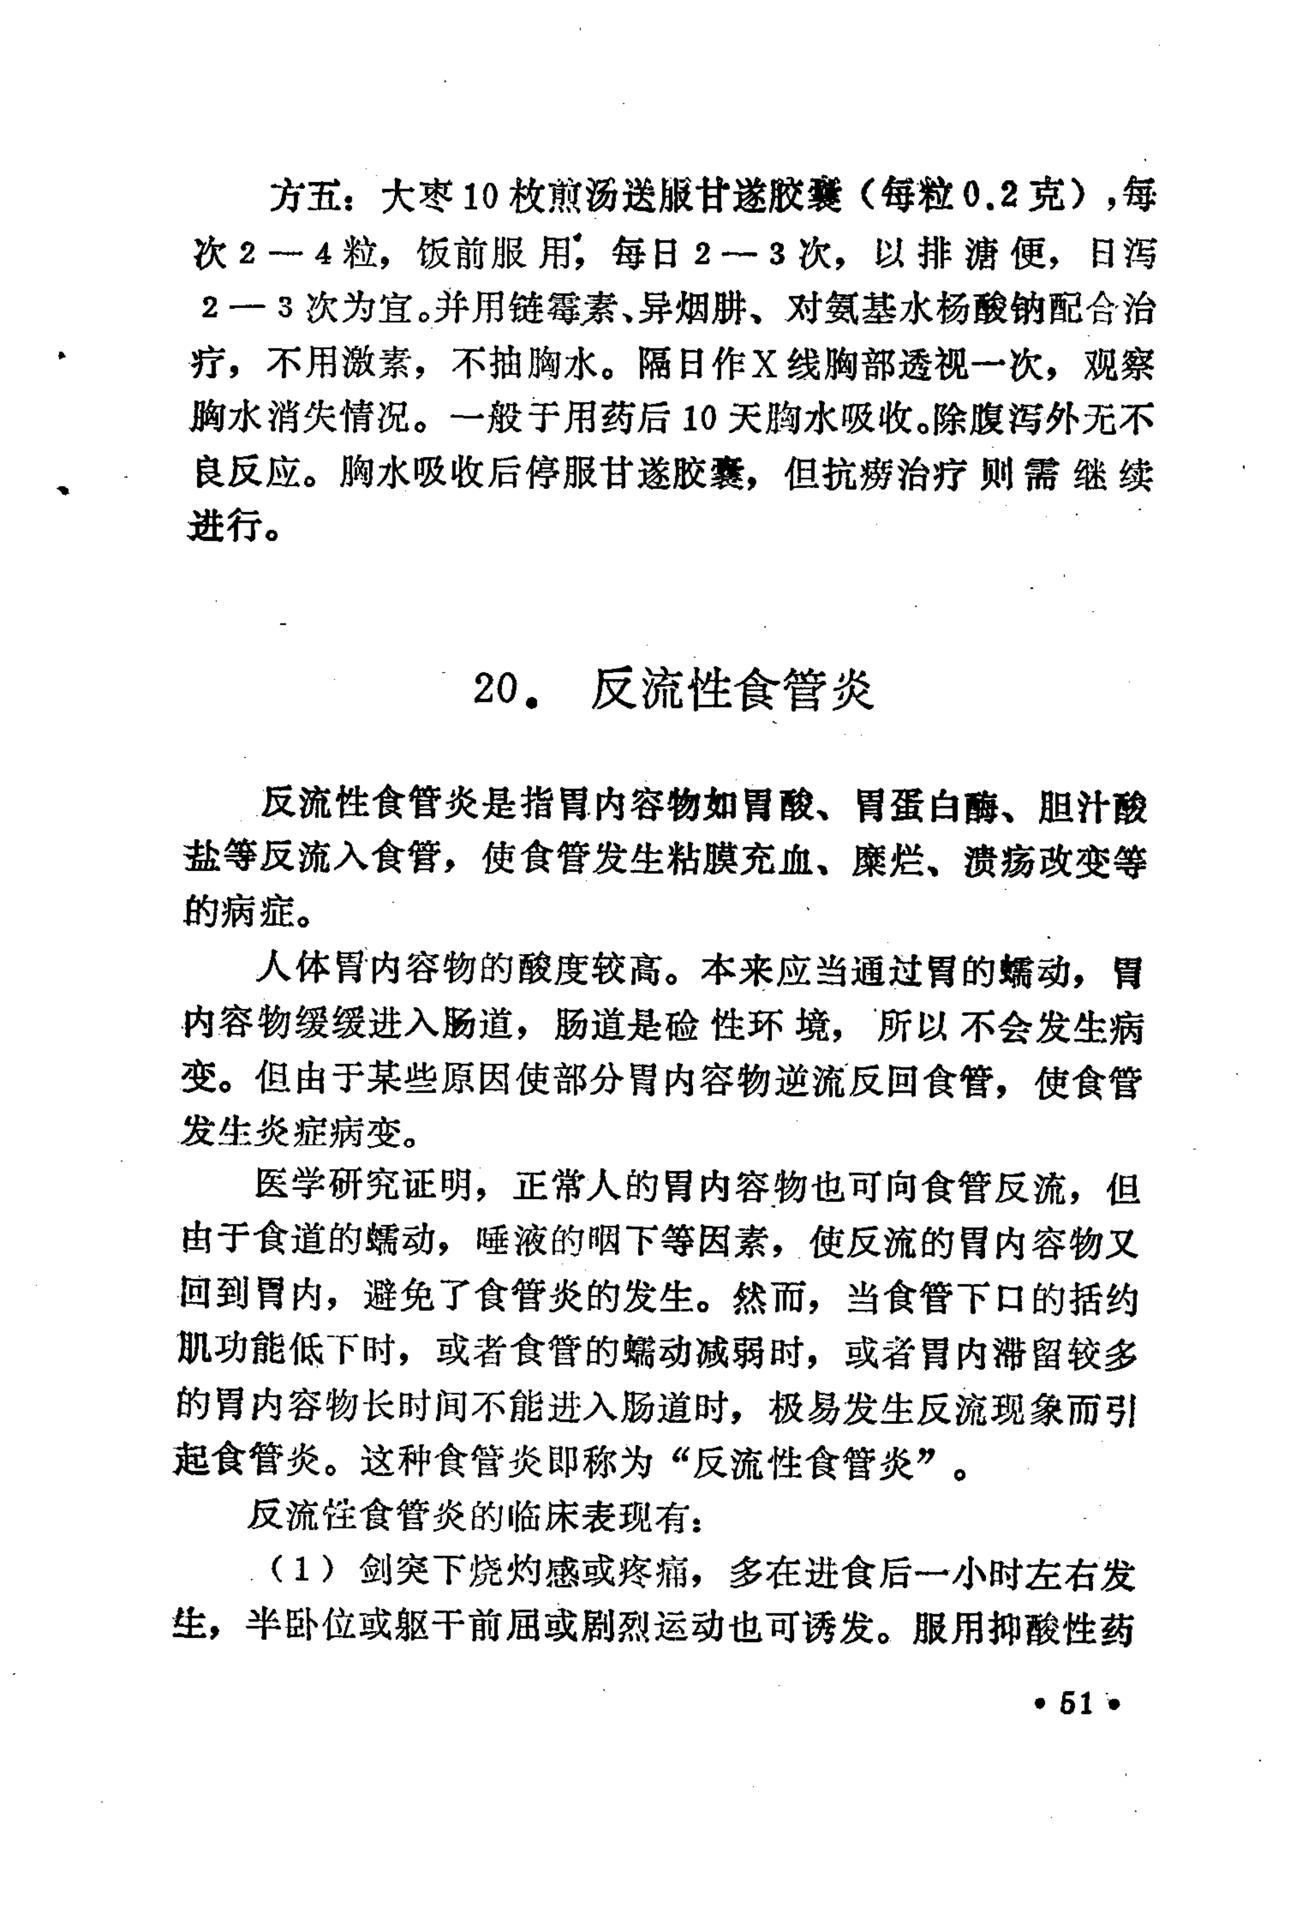 方五：大枣10枚煎汤送服甘遂胶囊（每粒0.2克），每
次2—4粒，饭前服用，每日2—3次，以排溏便，日泻
2—3次为宜。并用链霉素、异烟肼、对氨基水杨酸钠配合治
疗，不用激素，不抽胸水。隔日作X线胸部透视一次，观察
胸水消失情况。一般于用药后10天胸水吸收。除腹泻外无不
良反应。胸水吸收后停服甘遂胶囊，但抗痨治疗则需继续
进行。
20. 反流性食管炎
反流性食管炎是指胃内容物如胃酸、胃蛋白酶、胆汁酸
盐等反流入食管，使食管发生粘膜充血、糜烂、溃疡改变等
的病症。
人体胃内容物的酸度较高。本来应当通过胃的蠕动，胃
内容物缓缓进入肠道，肠道是硷性环境，所以不会发生病
变。但由于某些原因使部分胃内容物逆流反回食管，使食管
发生炎症病变。
医学研究证明，正常人的胃内容物也可向食管反流，但
由于食道的蠕动，唾液的咽下等因素，使反流的胃内容物又
回到胃内，避免了食管炎的发生。然而，当食管下口的括约
肌功能低下时，或者食管的蠕动减弱时，或者胃内滞留较多
的胃内容物长时间不能进入肠道时，极易发生反流现象而引
起食管炎。这种食管炎即称为“反流性食管炎”。
反流性食管炎的临床表现有：
（1）剑突下烧灼感或疼痛，多在进食后一小时左右发
生，半卧位或躯干前屈或剧烈运动也可诱发。服用抑酸性药
•51•